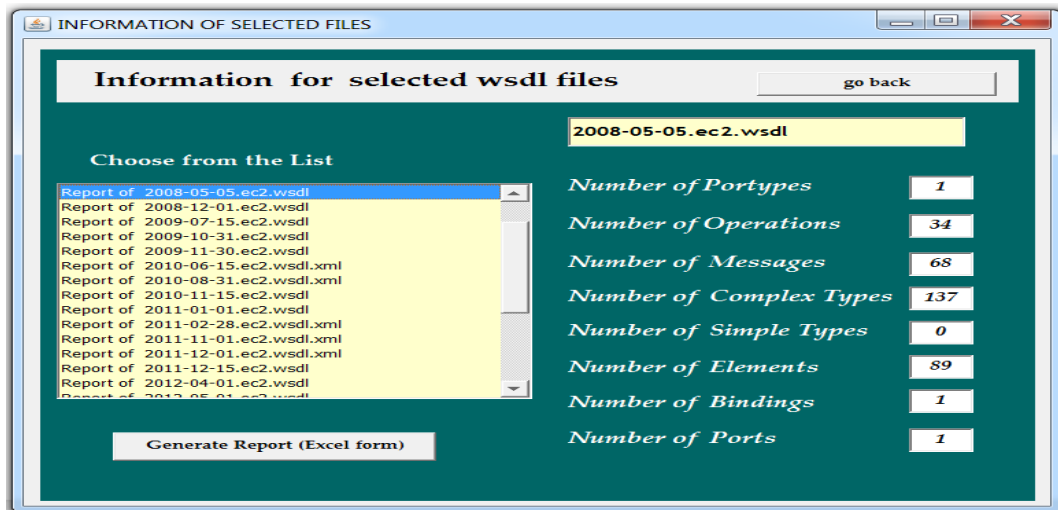 INFORMATION OF SELECTED FILES
Information for selected wsdl files
go back
2008-05-05.ec2.wsdl
Choose from the List
Report of 2008-05-05.ec2.wsdl
Report of 2008-12-01.ec2.wsdl
Report of 2009-07-15.ec2.wsdl
Report of 2009-10-31.ec2.wsdl
Report of 2009-11-30.ec2.wsdl
Report of 2010-06-15.ec2.wsdl.xml
Report of 2010-08-31.ec2.wsdl.xml
Report of 2010-11-15.ec2.wsdl
Report of 2011-01-01.ec2.wsdl
Report of 2011-02-28.ec2.wsdl.xml
Report of 2011-11-01.ec2.wsdl.xml
Report of 2011-12-01.ec2.wsdl.xml
Report of 2011-12-15.ec2.wsdl
Report of 2012-04-01.ec2.wsdl
Report of 2012-05-01.ec2.wsdl
Generate Report (Excel form)
Number of Portypes 1
Number of Operations 34
Number of Messages 68
Number of Complex Types 137
Number of Simple Types 0
Number of Elements 89
Number of Bindings 1
Number of Ports 1